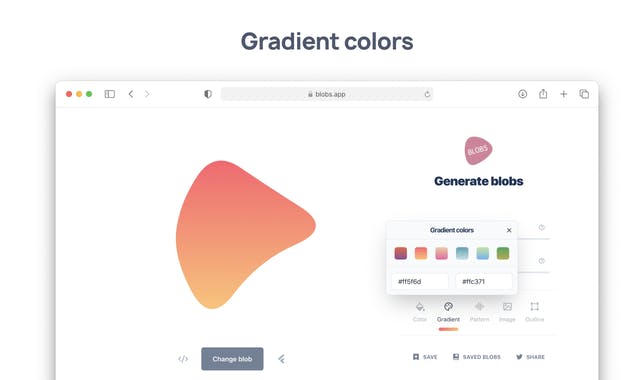 Gradient colors
blobs.app
BLOBS
Generate blobs
Gradient colors
#ff5f6d
#ffc371
Color
Gradient
Pattern
Image
Outline
Change blob
SAVE
SAVED BLOBS
SHARE